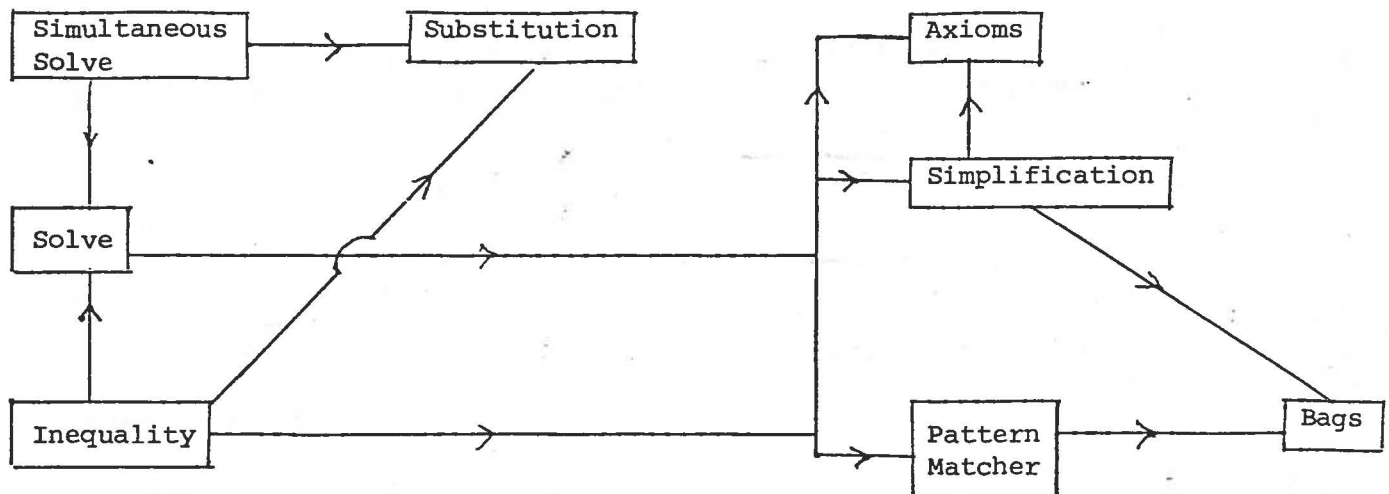 Simultaneous
Solve
Substitution
Axioms
Simplification
Solve
Inequality
Pattern
Matcher
Bags